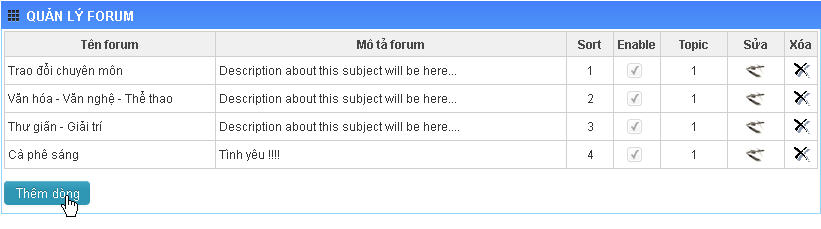 QUẢN LÝ FORUM
Tên forum Mô tả forum Sort Enable Topic Sửa Xóa
Trao đổi chuyên môn Description about this subject will be here... 1 1
Văn hóa - Văn nghệ - Thể thao Description about this subject will be here... 2 1
Thư giãn - Giải trí Description about this subject will be here.... 3 1
Cà phê sáng Tình yêu !!!! 4 1
Thêm dòng